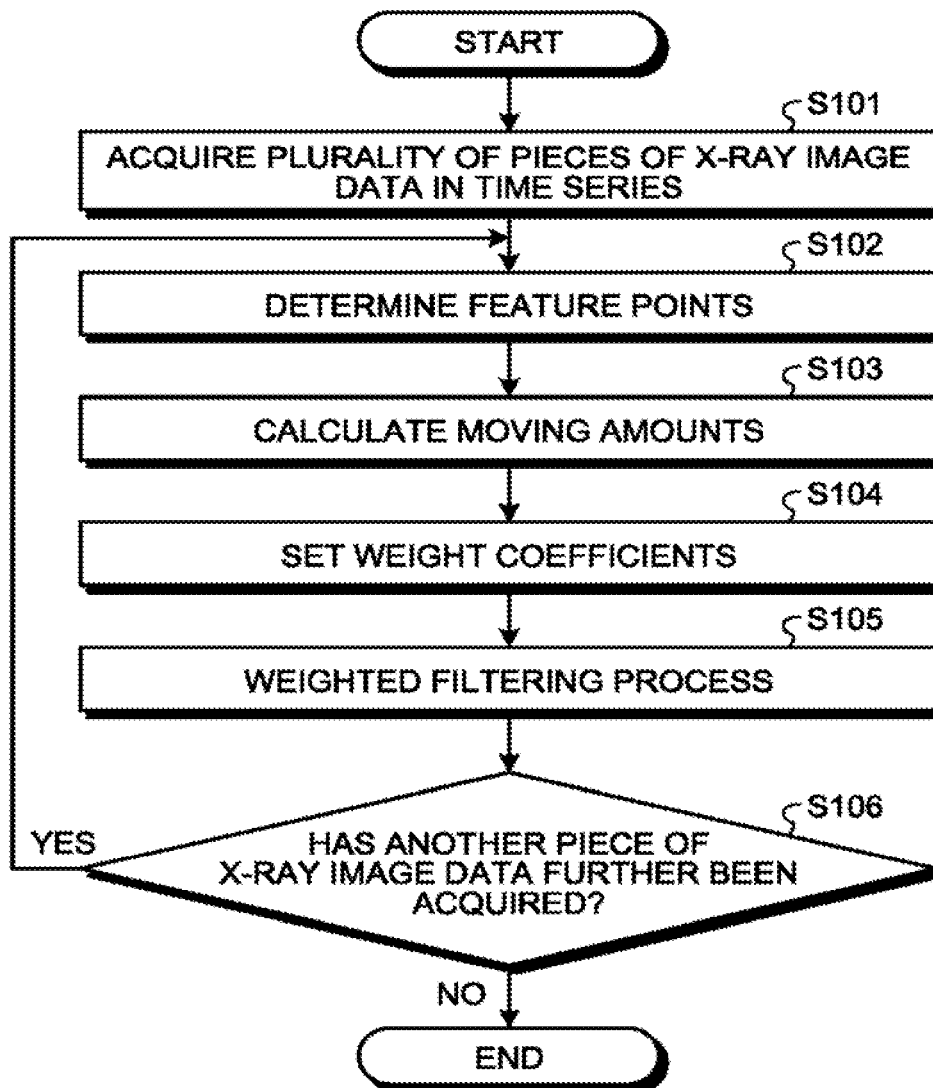 START
S101
ACQUIRE PLURALITY OF PIECES OF X-RAY IMAGE
DATA IN TIME SERIES
S102
DETERMINE FEATURE POINTS
S103
CALCULATE MOVING AMOUNTS
S104
SET WEIGHT COEFFICIENTS
S105
WEIGHTED FILTERING PROCESS
S106
YES
HAS ANOTHER PIECE OF
X-RAY IMAGE DATA FURTHER BEEN
ACQUIRED?
NO
END